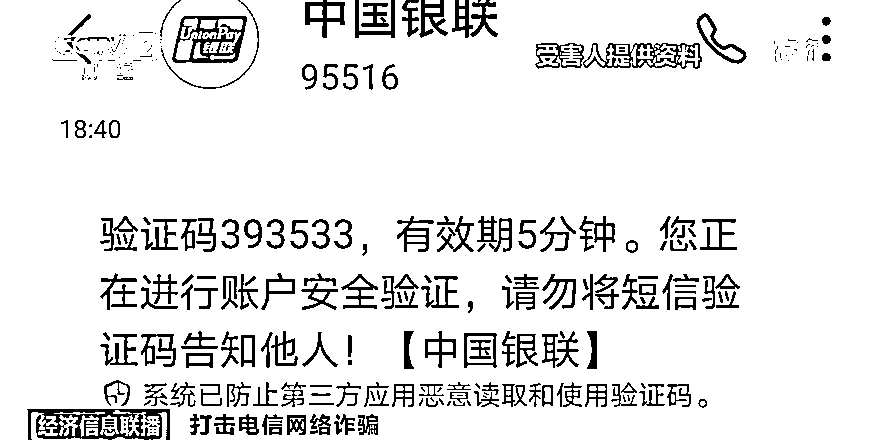 中国银联
UnionPay
银联
95516
受害人提供资料
18:40
验证码393533，有效期5分钟。您正
在进行账户安全验证，请勿将短信验
证码告知他人！【中国银联】
系统已防止第三方应用恶意读取和使用验证码。
经济信息联播
打击电信网络诈骗